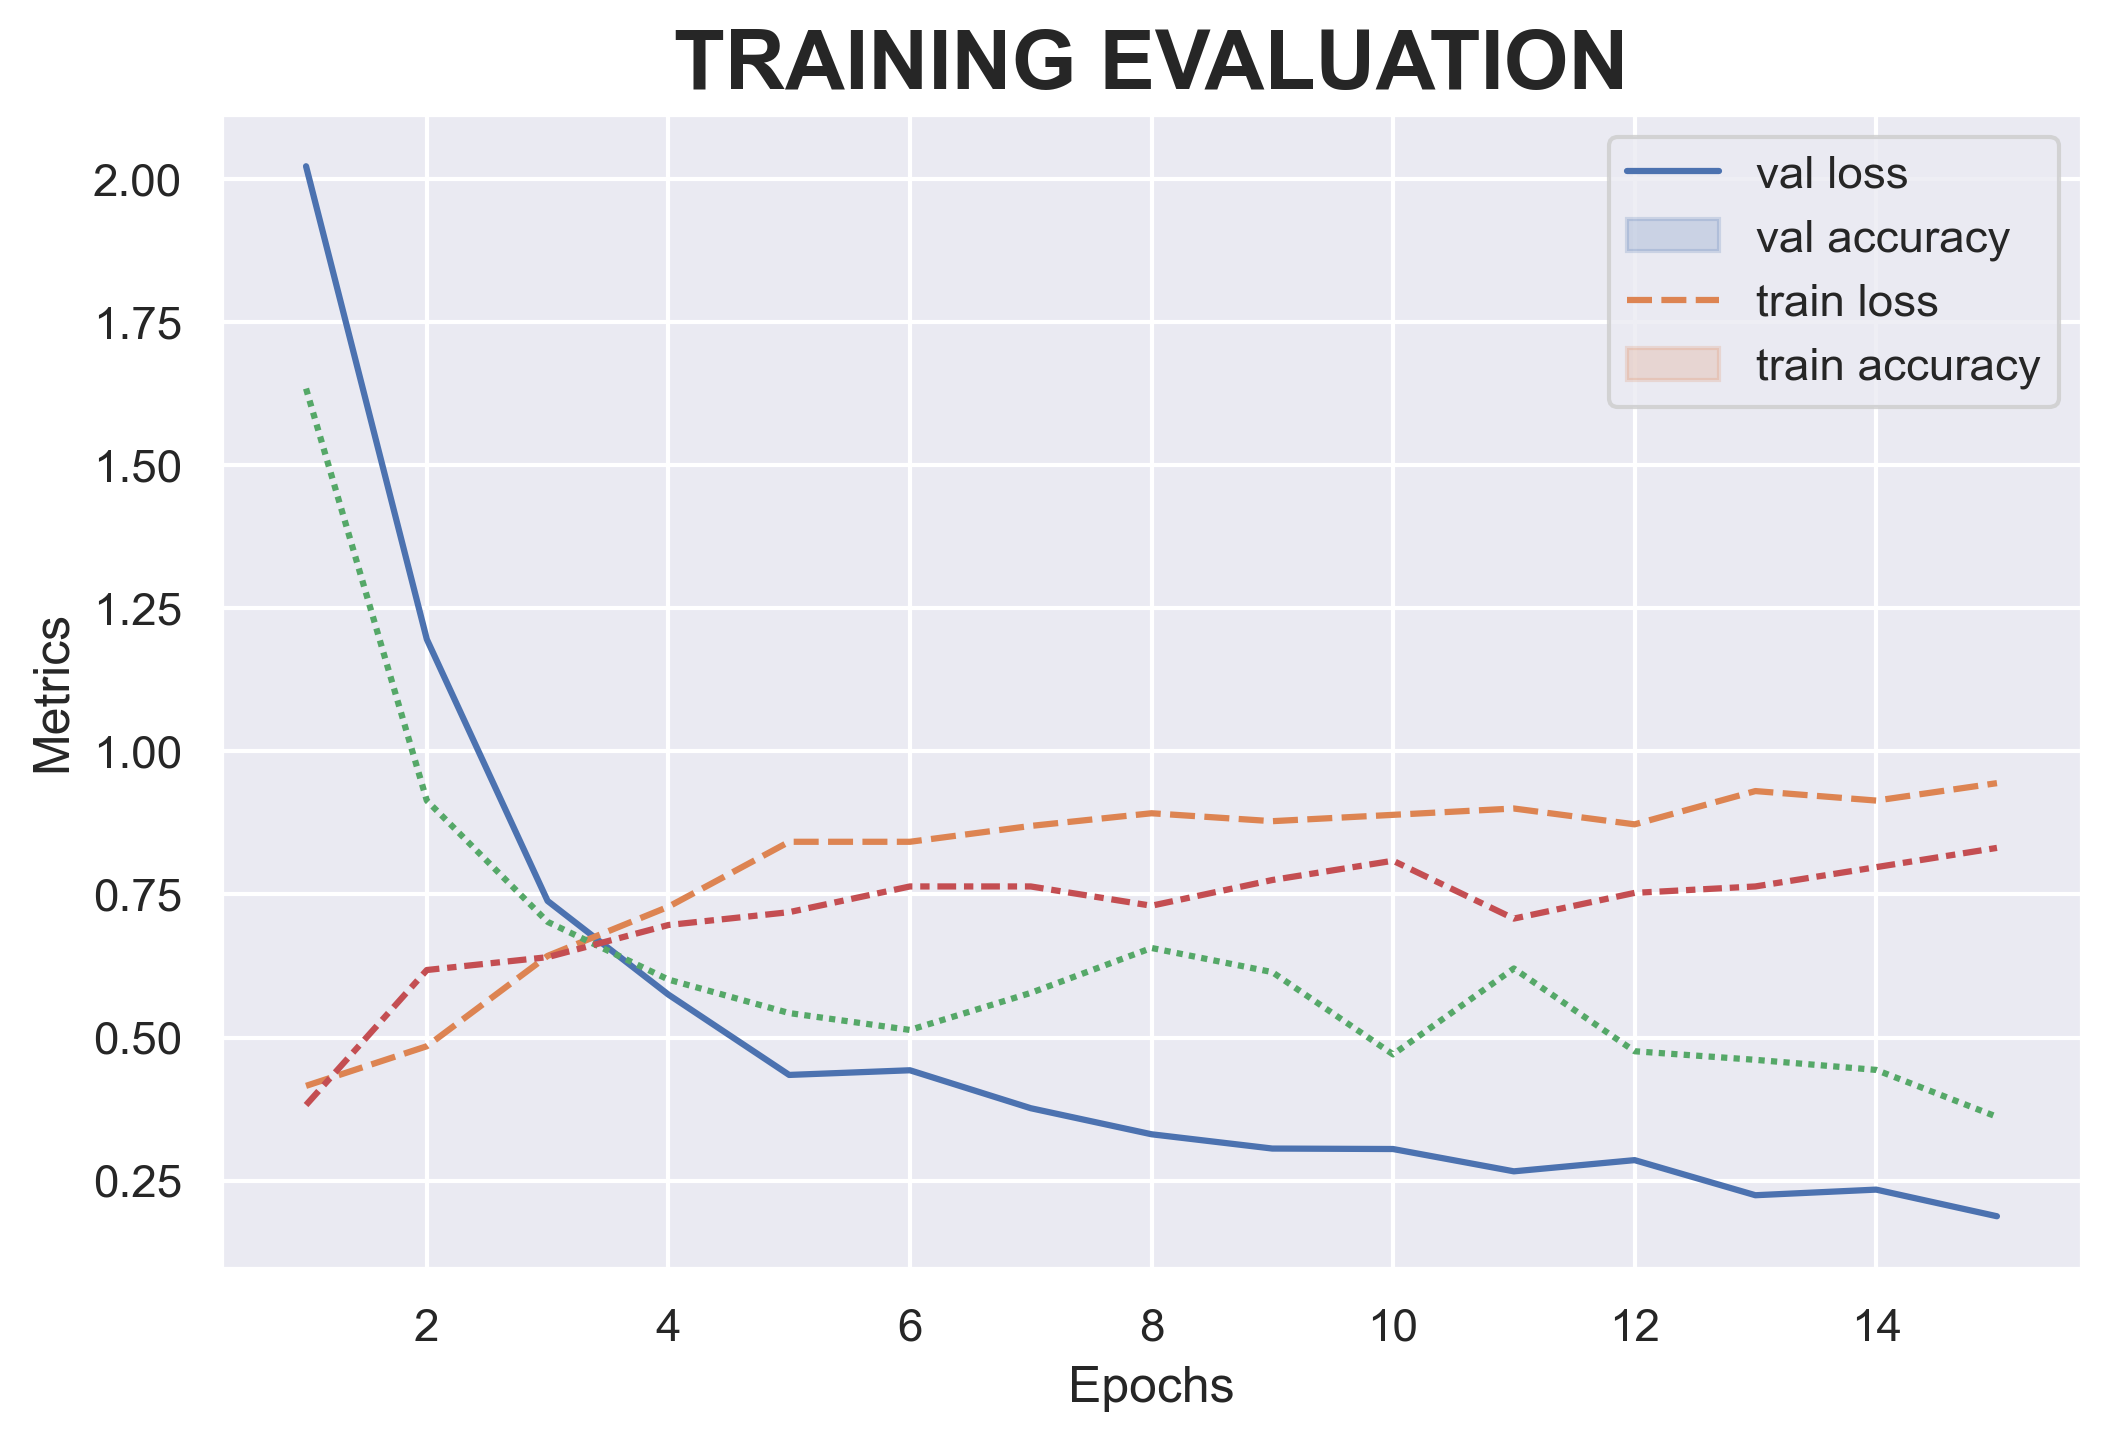 TRAINING EVALUATION
val loss
val accuracy
train loss
train accuracy
2.00
1.75
1.50
1.25
1.00
0.75
0.50
0.25
Metrics
2 4 6 8 10 12 14
Epochs